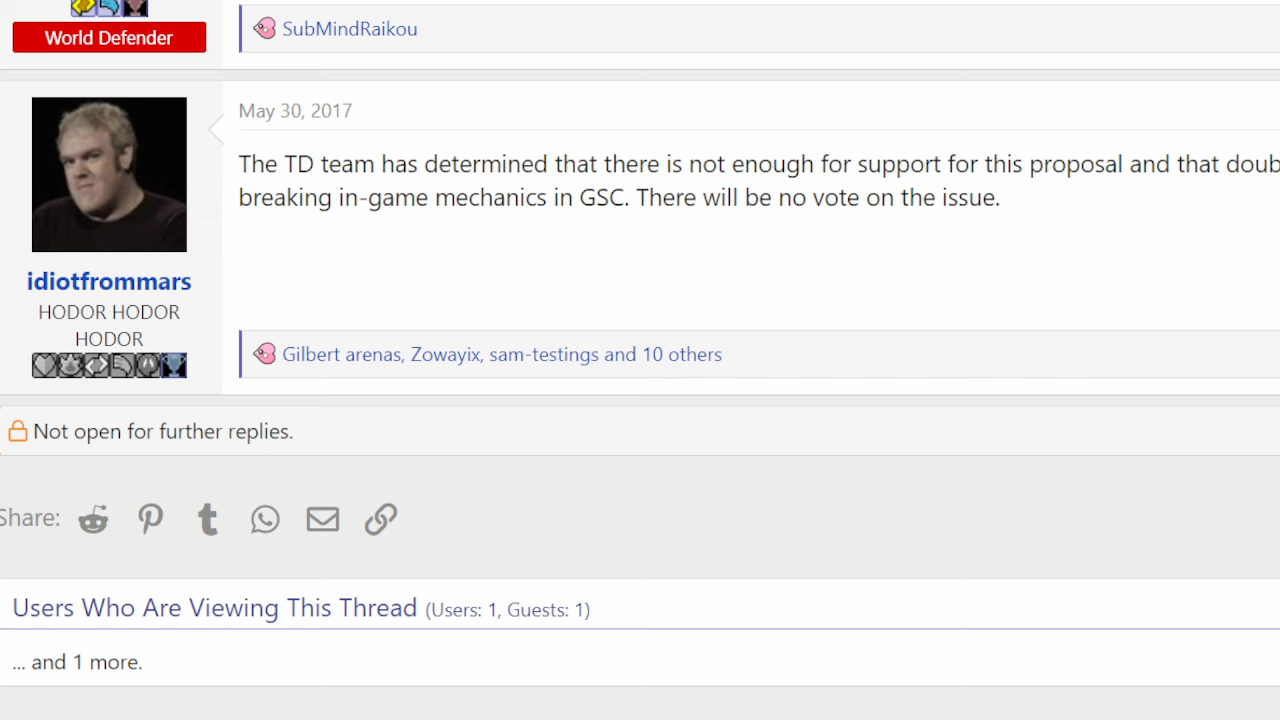 World Defender
SubMindRaikou
May 30, 2017
The TD team has determined that there is not enough for support for this proposal and that doub
breaking in-game mechanics in GSC. There will be no vote on the issue.
idiotfrommars
HODOR HODOR
HODOR
Gilbert arenas, Zowayix, sam-testings and 10 others
Not open for further replies.
Share:
Users Who Are Viewing This Thread (Users: 1, Guests: 1)
... and 1 more.